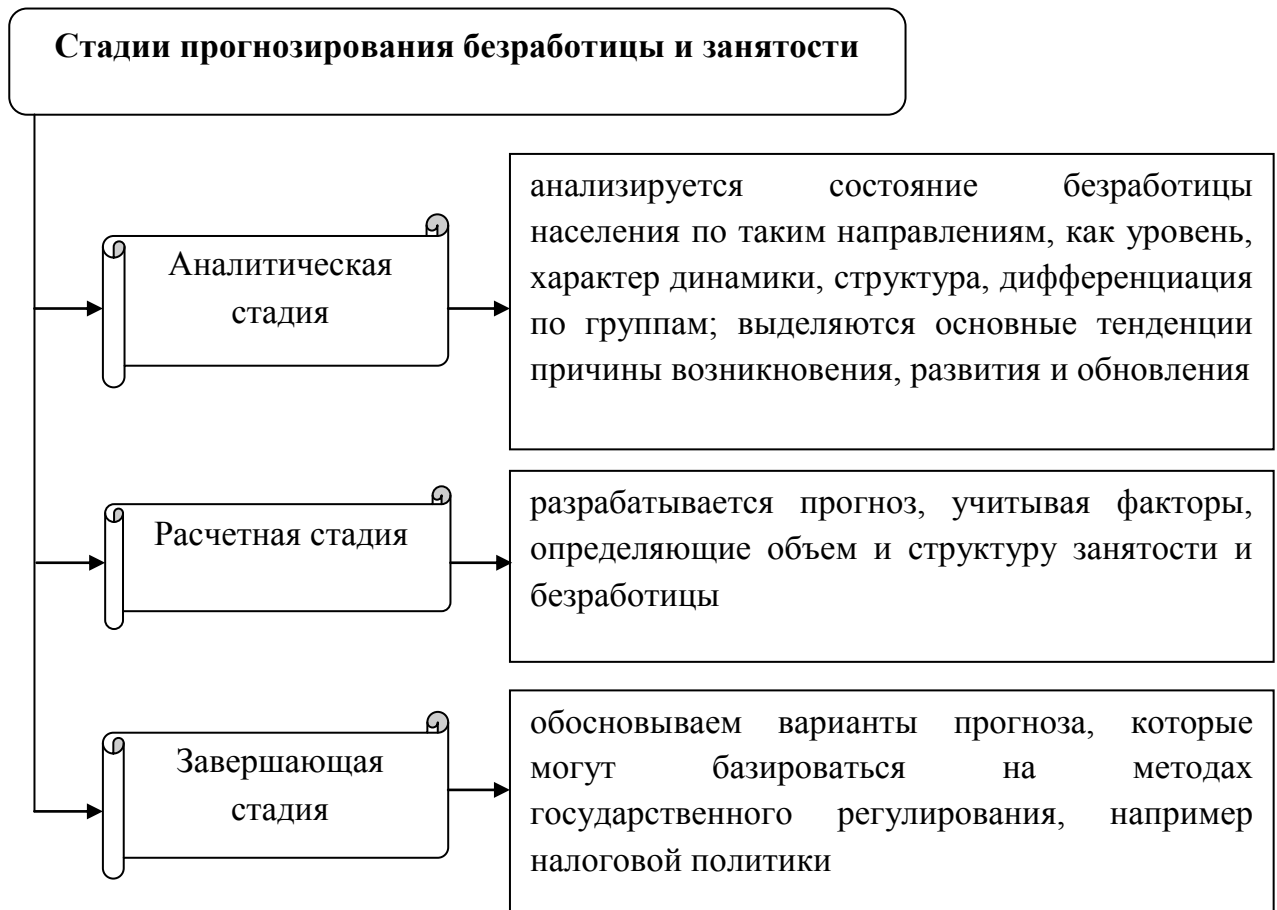 Стадии прогнозирования безработицы и занятости
Аналитическая
стадия
анализируется состояние безработицы
населения по таким направлениям, как уровень,
характер динамики, структура, дифференциация
по группам; выделяются основные тенденции
причины возникновения, развития и обновления
Расчетная стадия
разрабатывается прогноз, учитывая факторы,
определяющие объем и структуру занятости и
безработицы
Завершающая
стадия
обосновываем варианты прогноза, которые
могут базироваться на методах
государственного регулирования, например
налоговой политики